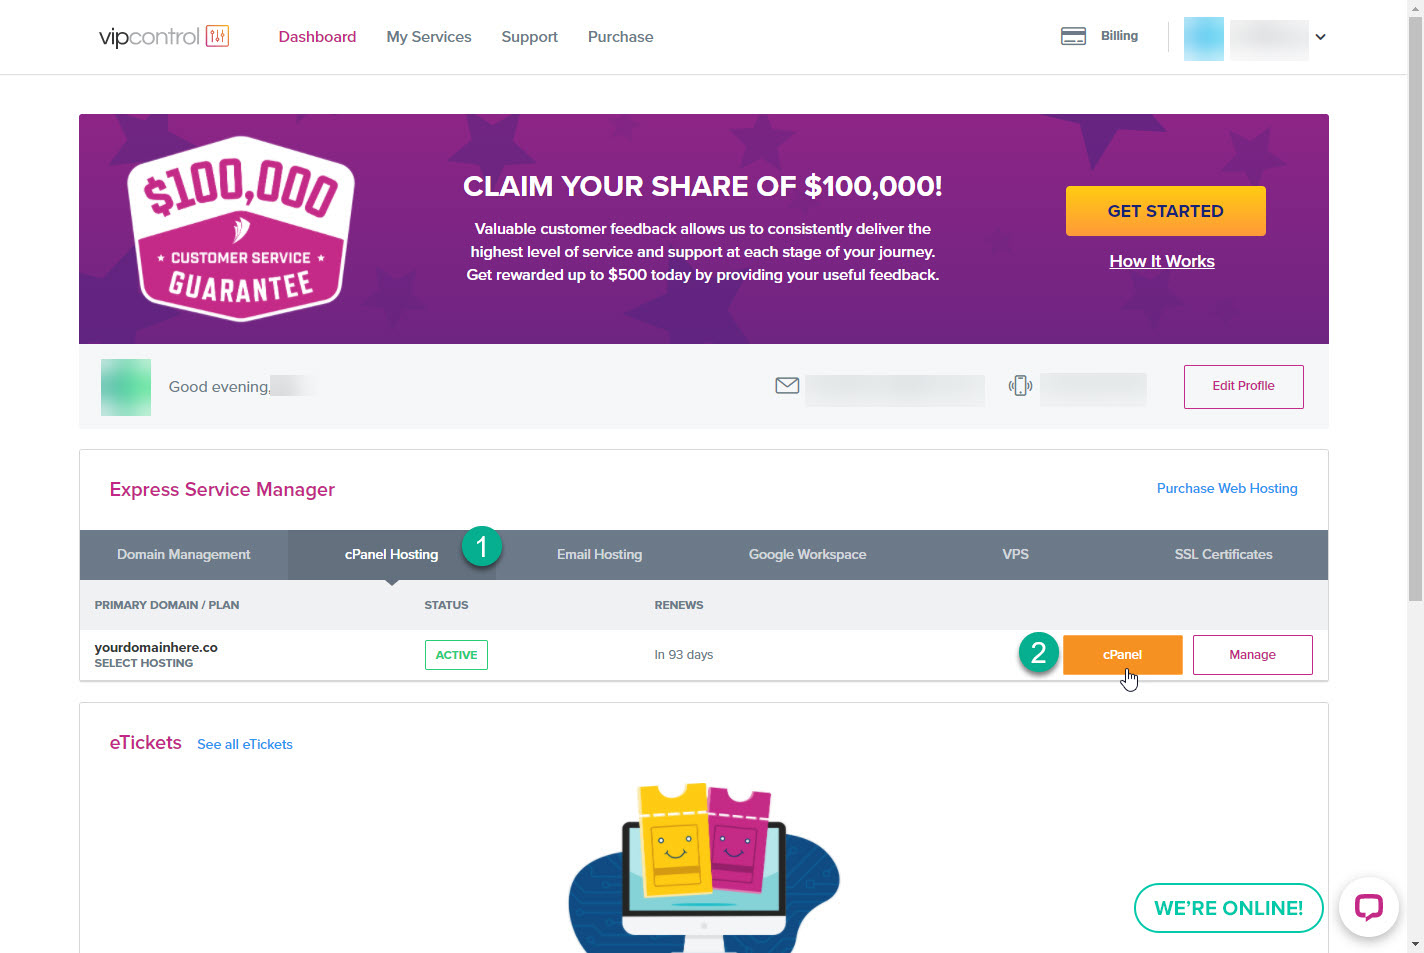 vipcontrol
Dashboard
My Services
Support
Purchase
Billing
$100,000
CUSTOMER SERVICE
GUARANTEE
CLAIM YOUR SHARE OF $100,000!
Valuable customer feedback allows us to consistently deliver the
highest level of service and support at each stage of your journey.
Get rewarded up to $500 today by providing your useful feedback.
GET STARTED
How It Works
Good evening,
Edit Profile
Express Service Manager
Purchase Web Hosting
Domain Management
cPanel Hosting
1
Email Hosting
Google Workspace
VPS
SSL Certificates
PRIMARY DOMAIN / PLAN
STATUS
RENEWS
yourdomainhere.co
SELECT HOSTING
ACTIVE
In 93 days
2
cPanel
Manage
eTickets
See all eTickets
WE'RE ONLINE!